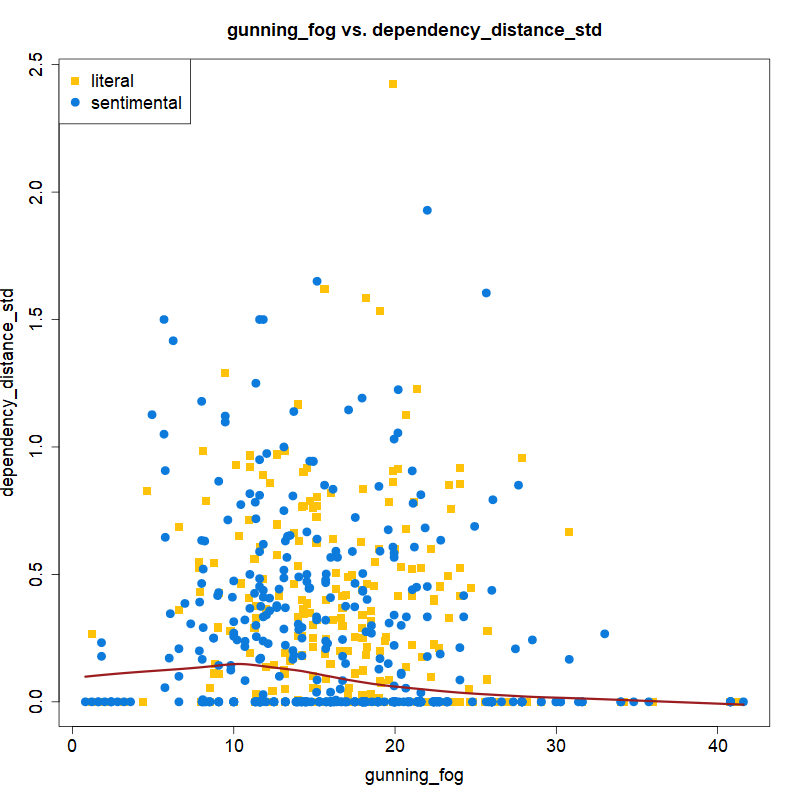 gunning_fog vs. dependency_distance_std
literal
sentimental
dependency_distance_std
2.5
2.0
1.5
1.0
0.5
0.0
0 10 20 30 40
gunning_fog